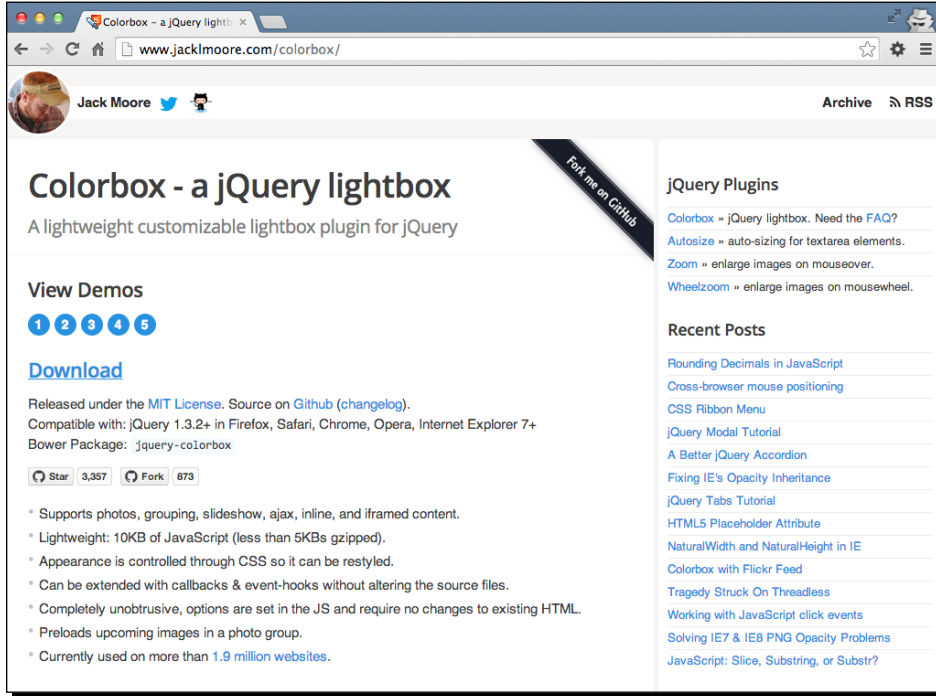 Colorbox – a jQuery lightb
www.jacklmoore.com/colorbox/
Jack Moore
Archive
RSS
Fork me on GitHub
Colorbox - a jQuery lightbox
A lightweight customizable lightbox plugin for jQuery
View Demos
1 2 3 4 5
Download
Released under the MIT License. Source on Github (changelog).
Compatible with: jQuery 1.3.2+ in Firefox, Safari, Chrome, Opera, Internet Explorer 7+
Bower Package: jquery-colorbox
Star 3,357 Fork 873
• Supports photos, grouping, slideshow, ajax, inline, and iframed content.
• Lightweight: 10KB of JavaScript (less than 5KBs gzipped).
• Appearance is controlled through CSS so it can be restyled.
• Can be extended with callbacks & event-hooks without altering the source files.
• Completely unobtrusive, options are set in the JS and require no changes to existing HTML.
• Preloads upcoming images in a photo group.
• Currently used on more than 1.9 million websites.
jQuery Plugins
Colorbox » jQuery lightbox. Need the FAQ?
Autosize » auto-sizing for textarea elements.
Zoom » enlarge images on mouseover.
Wheelzoom » enlarge images on mousewheel.
Recent Posts
Rounding Decimals in JavaScript
Cross-browser mouse positioning
CSS Ribbon Menu
jQuery Modal Tutorial
A Better jQuery Accordion
Fixing IE's Opacity Inheritance
jQuery Tabs Tutorial
HTML5 Placeholder Attribute
NaturalWidth and NaturalHeight in IE
Colorbox with Flickr Feed
Tragedy Struck On Threadless
Working with JavaScript click events
Solving IE7 & IE8 PNG Opacity Problems
JavaScript: Slice, Substring, or Substr?